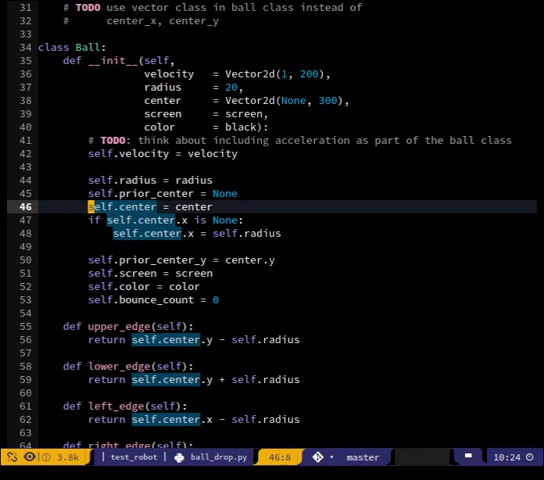 31 # TODO use vector class in ball class instead of
32 # center_x, center_y
33
34 class Ball:
35 def __init__(self,
36 velocity = Vector2d(1, 200),
37 radius = 20,
38 center = Vector2d(None, 300),
39 screen = screen,
40 color = black):
41 # TODO: think about including acceleration as part of the ball class
42 self.velocity = velocity
43
44 self.radius = radius
45 self.prior_center = None
46 self.center = center
47 if self.center.x is None:
48 self.center.x = self.radius
49
50 self.prior_center_y = center.y
51 self.screen = screen
52 self.color = color
53 self.bounce_count = 0
54
55 def upper_edge(self):
56 return self.center.y - self.radius
57
58 def lower_edge(self):
59 return self.center.y + self.radius
60
61 def left_edge(self):
62 return self.center.x - self.radius
63
64 def right_edge(self):
3.8k | test_robot ball_drop.py 46:8 master 10:24